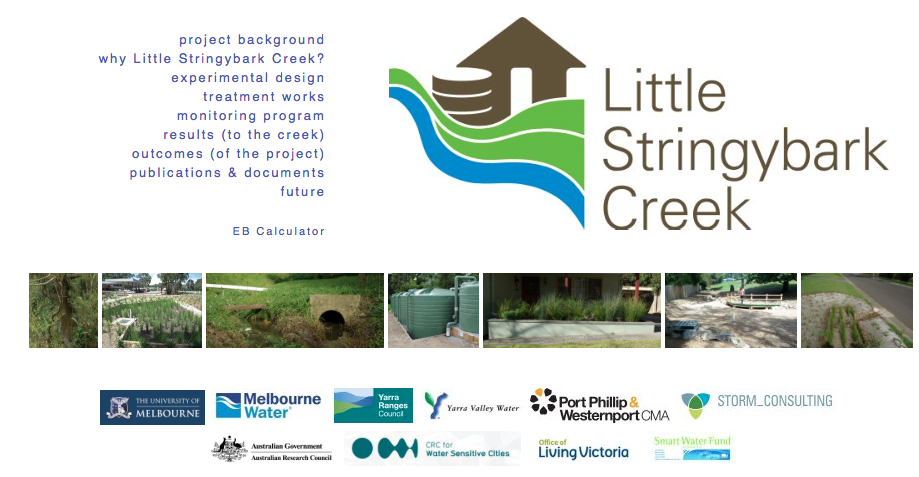 project background
why Little Stringybark Creek?
experimental design
treatment works
monitoring program
results (to the creek)
outcomes (of the project)
publications & documents
future
EB Calculator
Little
Stringybark
Creek
THE UNIVERSITY OF
MELBOURNE
Melbourne
Water
Yarra
Ranges
Council
Yarra Valley Water
Port Phillip &
Westernport CMA
STORM_CONSULTING
Australian Government
Australian Research Council
CRC for
Water Sensitive Cities
Office of
Living Victoria
Smart Water Fund